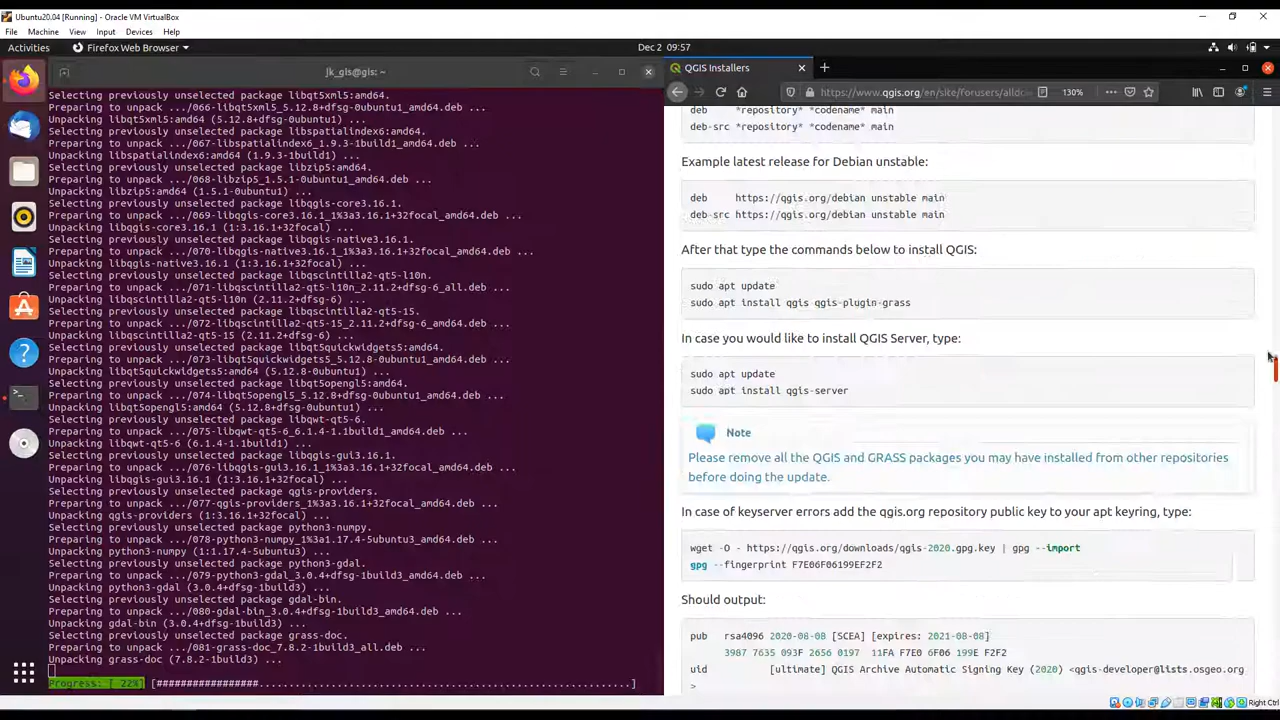 Ubuntu20.04 [Running] - Oracle VM VirtualBox
File Machine View Input Devices Help
Activities Firefox Web Browser Dec 2 09:57
jk_gis@gis: ~
Selecting previously unselected package libqt5xml5:amd64.
Preparing to unpack .../066-libqt5xml5_5.12.8+dfsg-0ubuntu1_amd64.deb ...
Unpacking libqt5xml5:amd64 (5.12.8+dfsg-0ubuntu1) ...
Selecting previously unselected package libspatialindex6:amd64.
Preparing to unpack .../067-libspatialindex6_1.9.3-1build1_amd64.deb ...
Unpacking libspatialindex6:amd64 (1.9.3-1build1) ...
Selecting previously unselected package libzip5:amd64.
Preparing to unpack .../068-libzip5_1.5.1-0ubuntu1_amd64.deb ...
Unpacking libzip5:amd64 (1.5.1-0ubuntu1) ...
Selecting previously unselected package libqgis-core3.16.1.
Preparing to unpack .../069-libqgis-core3.16.1_1%3a3.16.1+32focal_amd64.deb ...
Unpacking libqgis-core3.16.1 (1:3.16.1+32focal) ...
Selecting previously unselected package libqgis-native3.16.1.
Preparing to unpack .../070-libqgis-native3.16.1_1%3a3.16.1+32focal_amd64.deb ...
Unpacking libqgis-native3.16.1 (1:3.16.1+32focal) ...
Selecting previously unselected package libqscintilla2-qt5-l10n.
Preparing to unpack .../071-libqscintilla2-qt5-l10n_2.11.2+dfsg-6_all.deb ...
Unpacking libqscintilla2-qt5-l10n (2.11.2+dfsg-6) ...
Selecting previously unselected package libqscintilla2-qt5-15.
Preparing to unpack .../072-libqscintilla2-qt5-15_2.11.2+dfsg-6_amd64.deb ...
Unpacking libqscintilla2-qt5-15 (2.11.2+dfsg-6) ...
Selecting previously unselected package libqt5quickwidgets5:amd64.
Preparing to unpack .../073-libqt5quickwidgets5_5.12.8-0ubuntu1_amd64.deb ...
Unpacking libqt5quickwidgets5:amd64 (5.12.8-0ubuntu1) ...
Selecting previously unselected package libqt5opengl5:amd64.
Preparing to unpack .../074-libqt5opengl5_5.12.8+dfsg-0ubuntu1_amd64.deb ...
Unpacking libqt5opengl5:amd64 (5.12.8+dfsg-0ubuntu1) ...
Selecting previously unselected package libqwt-qt5-6.
Preparing to unpack .../075-libqwt-qt5-6_6.1.4-1.1build1_amd64.deb ...
Unpacking libqwt-qt5-6 (6.1.4-1.1build1) ...
Selecting previously unselected package libqgis-gui3.16.1.
Preparing to unpack .../076-libqgis-gui3.16.1_1%3a3.16.1+32focal_amd64.deb ...
Unpacking libqgis-gui3.16.1 (1:3.16.1+32focal) ...
Selecting previously unselected package qgis-providers.
Preparing to unpack .../077-qgis-providers_1%3a3.16.1+32focal_amd64.deb ...
Unpacking qgis-providers (1:3.16.1+32focal) ...
Selecting previously unselected package python3-numpy.
Preparing to unpack .../078-python3-numpy_1%3a1.17.4-5ubuntu3_amd64.deb ...
Unpacking python3-numpy (1:1.17.4-5ubuntu3) ...
Selecting previously unselected package python3-gdal.
Preparing to unpack .../079-python3-gdal_3.0.4+dfsg-1build3_amd64.deb ...
Unpacking python3-gdal (3.0.4+dfsg-1build3) ...
Selecting previously unselected package gdal-bin.
Preparing to unpack .../080-gdal-bin_3.0.4+dfsg-1build3_amd64.deb ...
Unpacking gdal-bin (3.0.4+dfsg-1build3) ...
Selecting previously unselected package grass-doc.
Preparing to unpack .../081-grass-doc_7.8.2-1build3_all.deb ...
Unpacking grass-doc (7.8.2-1build3) ...
Progress: [ 22%] [#################..............................................................]
QGIS Installers
https://www.qgis.org/en/site/forusers/alldo 130%
deb *repository* *codename* main
deb-src *repository* *codename* main
Example latest release for Debian unstable:
deb https://qgis.org/debian unstable main
deb-src https://qgis.org/debian unstable main
After that type the commands below to install QGIS:
sudo apt update
sudo apt install qgis qgis-plugin-grass
In case you would like to install QGIS Server, type:
sudo apt update
sudo apt install qgis-server
Note
Please remove all the QGIS and GRASS packages you may have installed from other repositories
before doing the update.
In case of keyserver errors add the qgis.org repository public key to your apt keyring, type:
wget -O - https://qgis.org/downloads/qgis-2020.gpg.key | gpg --import
gpg --fingerprint F7E06F06199EF2F2
Should output:
pub rsa4096 2020-08-08 [SCEA] [expires: 2021-08-08]
3987 7635 093F 2656 0197 11FA F7E0 6F06 199E F2F2
uid [ultimate] QGIS Archive Automatic Signing Key (2020) <qgis-developer@lists.osgeo.org
>
Right Ctrl